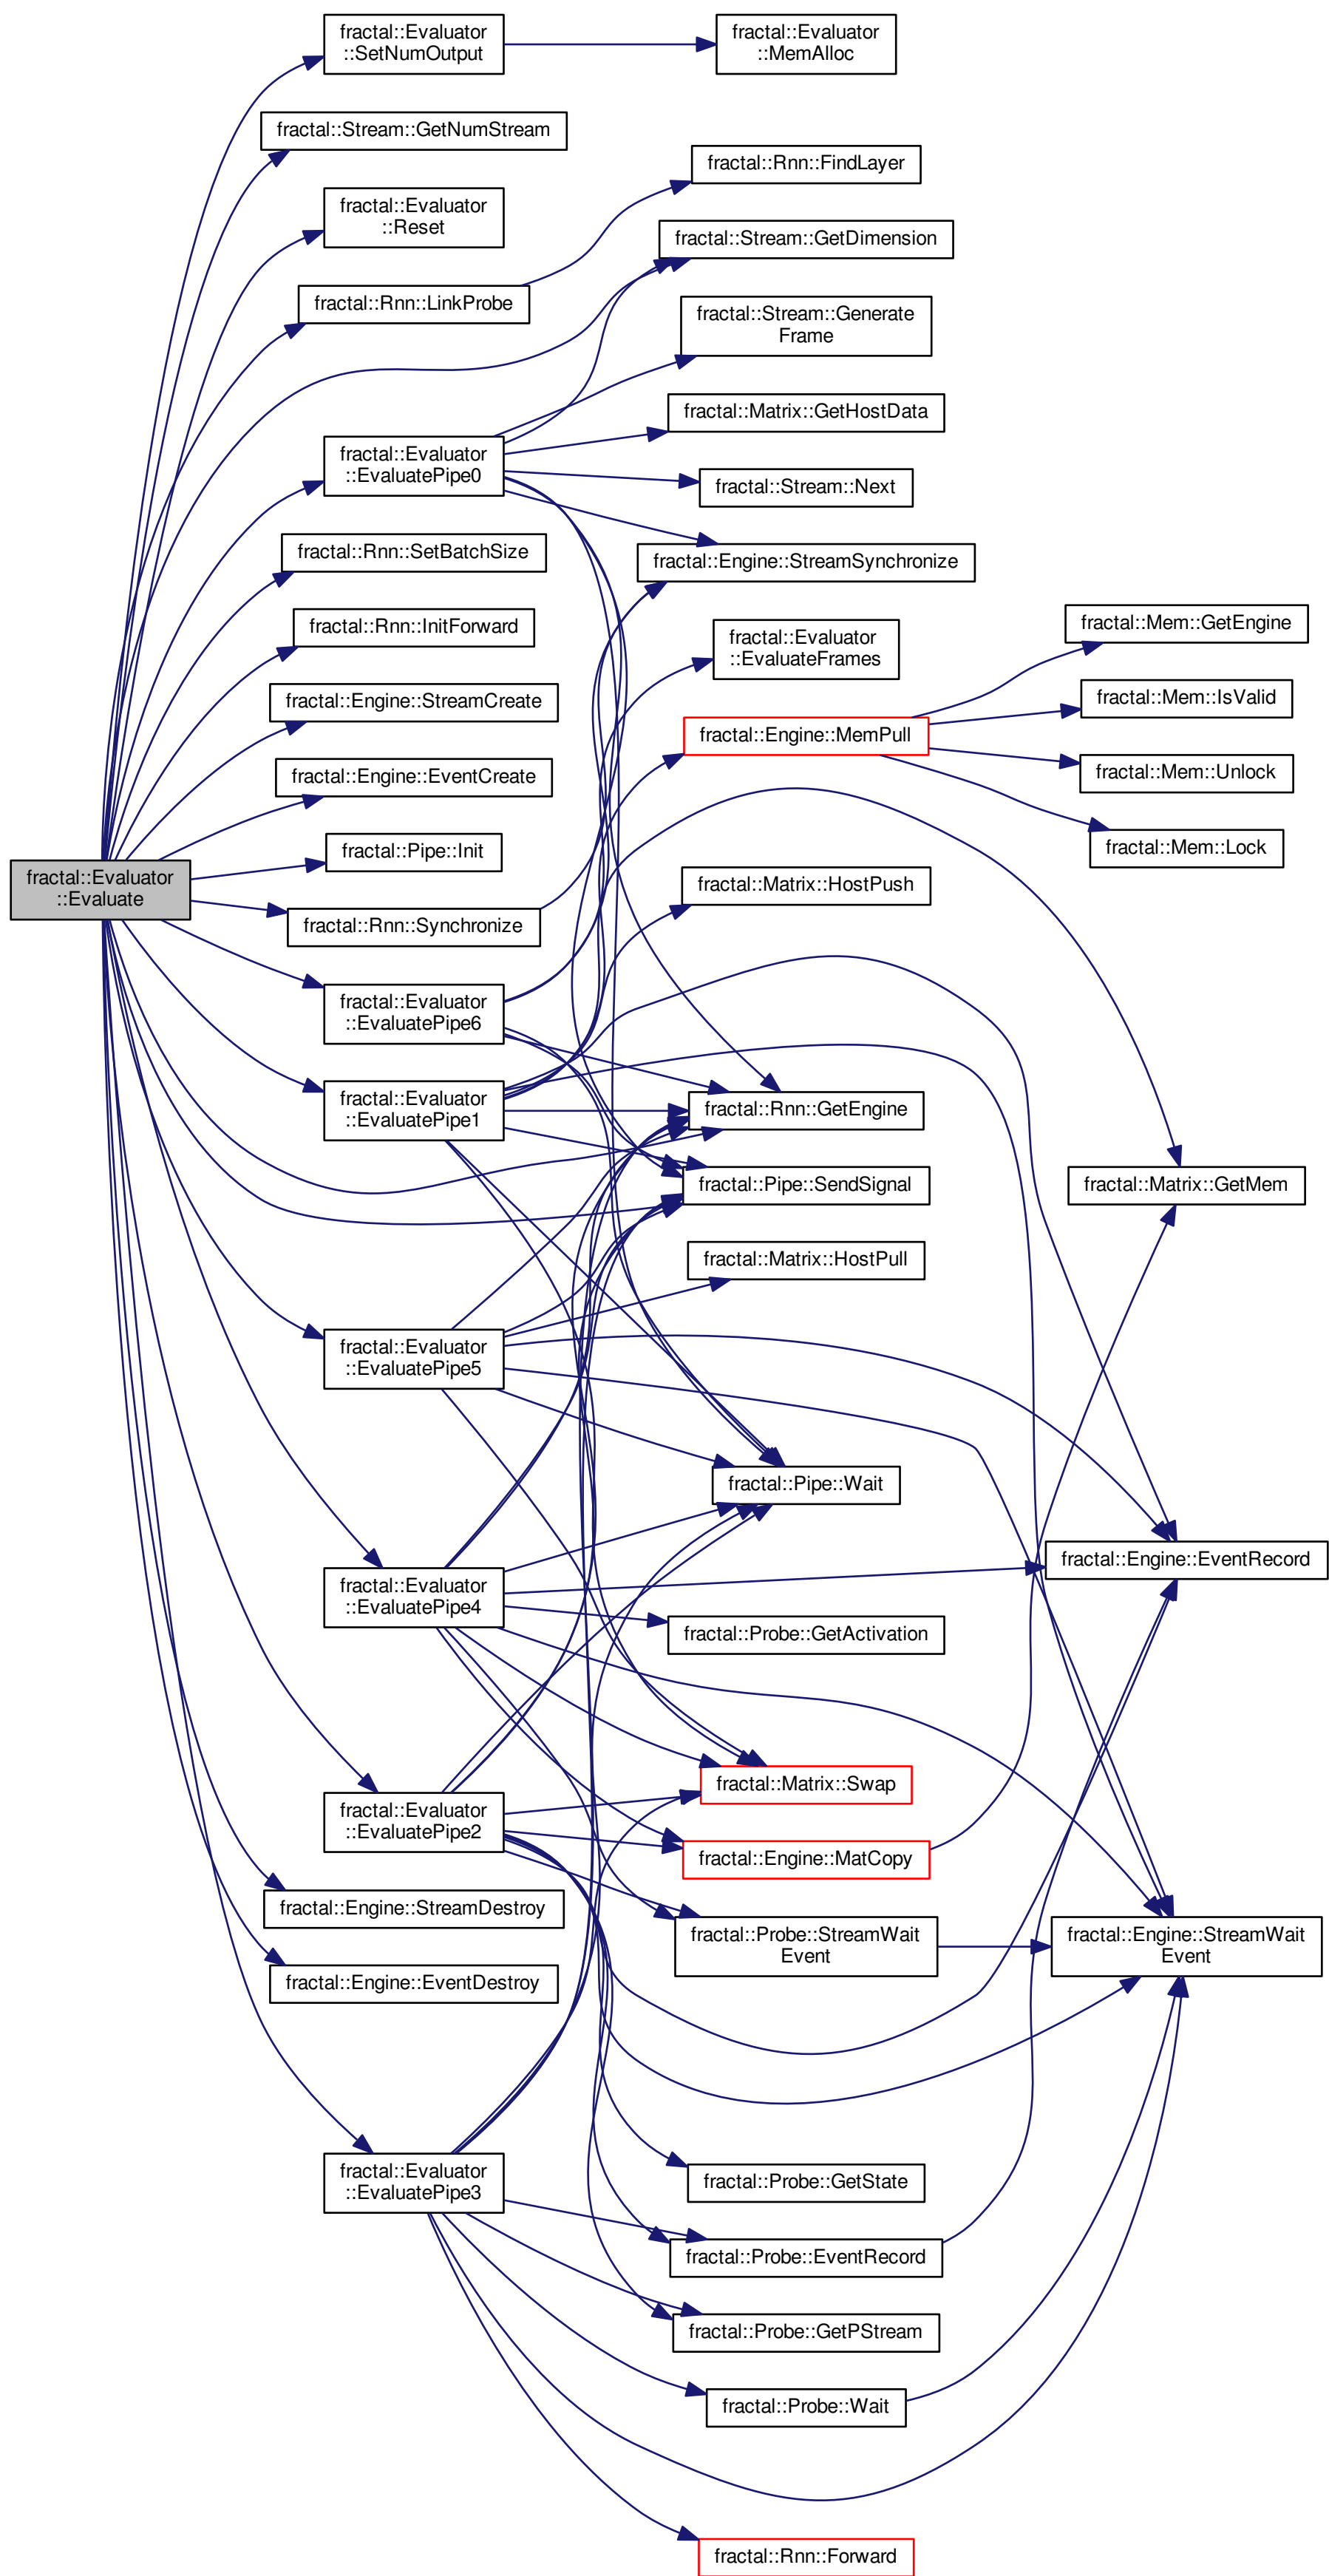 fractal::Evaluator
::SetNumOutput
fractal::Evaluator
::MemAlloc
fractal::Stream::GetNumStream
fractal::Rnn::FindLayer
fractal::Evaluator
::Reset
fractal::Stream::GetDimension
fractal::Rnn::LinkProbe
fractal::Stream::Generate
Frame
fractal::Matrix::GetHostData
fractal::Evaluator
::EvaluatePipe0
fractal::Stream::Next
fractal::Rnn::SetBatchSize
fractal::Engine::StreamSynchronize
fractal::Rnn::InitForward
fractal::Mem::GetEngine
fractal::Evaluator
::EvaluateFrames
fractal::Engine::StreamCreate
fractal::Mem::IsValid
fractal::Engine::MemPull
fractal::Engine::EventCreate
fractal::Mem::Unlock
fractal::Pipe::Init
fractal::Mem::Lock
fractal::Evaluator
::Evaluate
fractal::Matrix::HostPush
fractal::Rnn::Synchronize
fractal::Evaluator
::EvaluatePipe6
fractal::Evaluator
::EvaluatePipe1
fractal::Rnn::GetEngine
fractal::Pipe::SendSignal
fractal::Matrix::GetMem
fractal::Matrix::HostPull
fractal::Evaluator
::EvaluatePipe5
fractal::Pipe::Wait
fractal::Engine::EventRecord
fractal::Evaluator
::EvaluatePipe4
fractal::Probe::GetActivation
fractal::Matrix::Swap
fractal::Evaluator
::EvaluatePipe2
fractal::Engine::MatCopy
fractal::Engine::StreamDestroy
fractal::Probe::StreamWait
Event
fractal::Engine::StreamWait
Event
fractal::Engine::EventDestroy
fractal::Evaluator
::EvaluatePipe3
fractal::Probe::GetState
fractal::Probe::EventRecord
fractal::Probe::GetPStream
fractal::Probe::Wait
fractal::Rnn::Forward